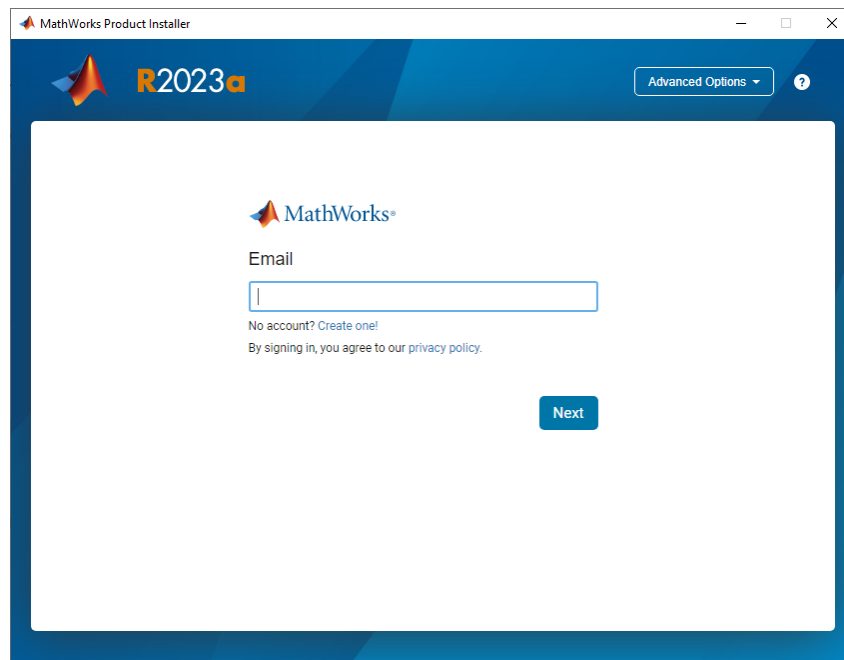 MathWorks Product Installer
R2023a
Advanced Options
?
MathWorks®
Email
No account? Create one!
By signing in, you agree to our privacy policy.
Next